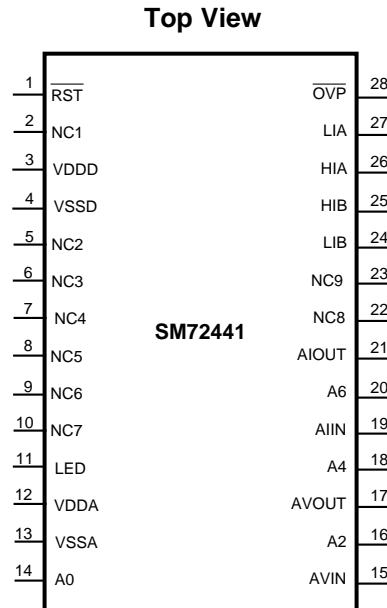 Top View
1 RST OVP 28
2 NC1 LIA 27
3 VDDD HIA 26
4 VSSD HIB 25
5 NC2 LIB 24
6 NC3 NC9 23
7 NC4 NC8 22
SM72441
8 NC5 AIOUT 21
9 NC6 A6 20
10 NC7 AIIN 19
11 LED A4 18
12 VDDA AVOUT 17
13 VSSA A2 16
14 A0 AVIN 15